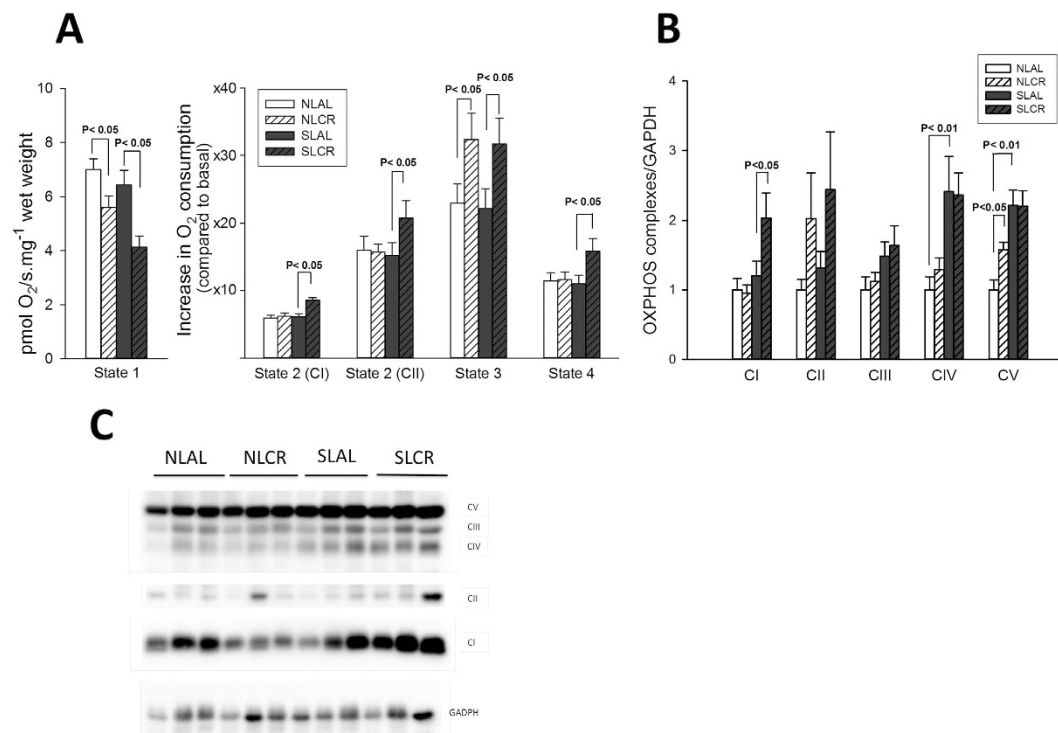 A
pmol O2/s.mg-1 wet weight
10
8
6
4
2
0
P< 0.05
P< 0.05
State 1
Increase in O2 consumption
(compared to basal)
x40
x30
x20
x10
NLAL
NLCR
SLAL
SLCR
P< 0.05
P< 0.05
P< 0.05
P< 0.05
P< 0.05
State 2 (CI)
State 2 (CII)
State 3
State 4
B
OXPHOS complexes/GAPDH
4
3
2
1
0
NLAL
NLCR
SLAL
SLCR
P< 0.05
P< 0.01
P< 0.01
P<0.05
CI
CII
CIII
CIV
CV
C
NLAL NLCR SLAL SLCR
CV
CIII
CIV
CII
CI
GADPH